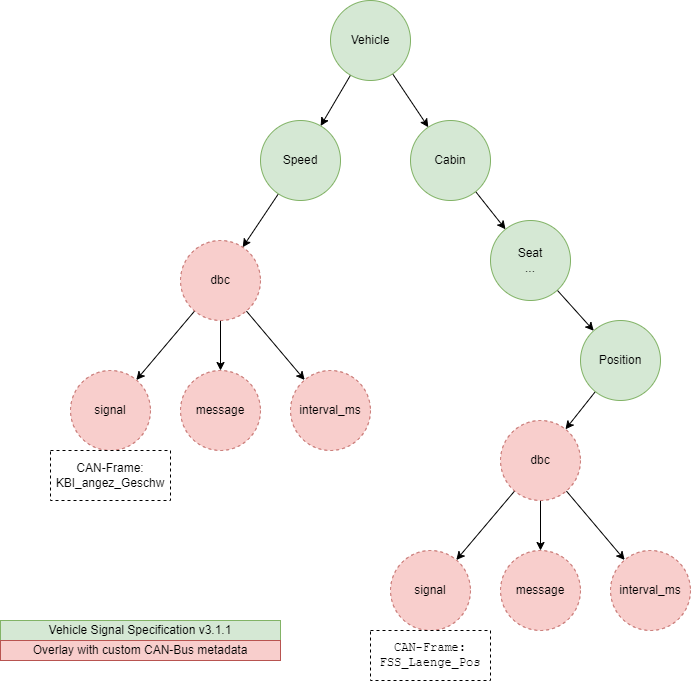 Vehicle
Speed
Cabin
Seat
...
dbc
Position
signal
message
interval_ms
CAN-Frame:
KBI_angez_Geschw
dbc
signal
message
interval_ms
CAN-Frame:
FSS_Laenge_Pos
Vehicle Signal Specification v3.1.1
Overlay with custom CAN-Bus metadata